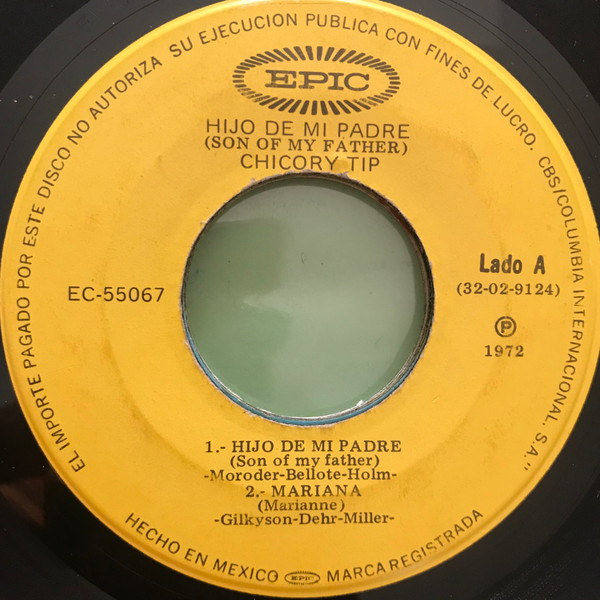 EL IMPORTE PAGADO POR ESTE DISCO NO AUTORIZA SU EJECUCION PUBLICA CON FINES DE LUCRO. CBS/COLUMBIA INTERNACIONAL, S.A."
EPIC
HIJO DE MI PADRE
(SON OF MY FATHER)
CHICORY TIP
EC-55067
Lado A
(32-02-9124)
Ⓟ
1972
1.- HIJO DE MI PADRE
(Son of my father)
-Moroder-Bellote-Holm-
2.- MARIANA
(Marianne)
-Gilkyson-Dehr-Miller-
HECHO EN MEXICO EPIC MARCA REGISTRADA